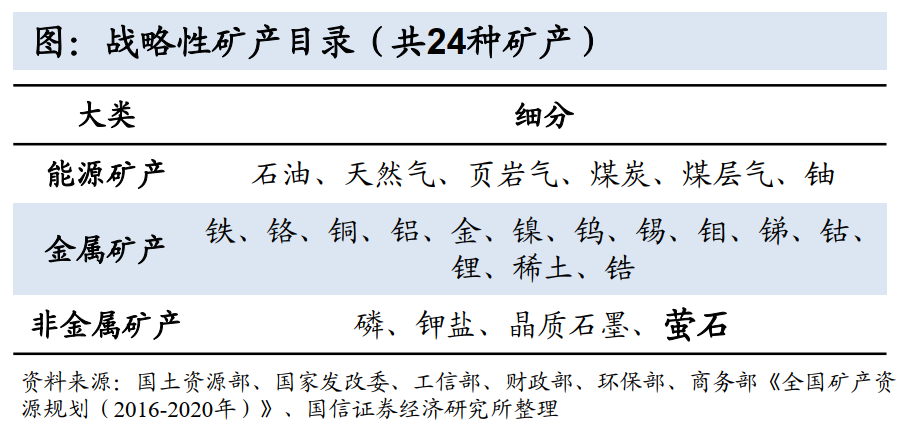 图：战略性矿产目录（共24种矿产）
大类 细分
能源矿产 石油、天然气、页岩气、煤炭、煤层气、铀
金属矿产 铁、铬、铜、铝、金、镍、钨、锡、钼、锑、钴、
锂、稀土、锆
非金属矿产 磷、钾盐、晶质石墨、萤石
资料来源：国土资源部、国家发改委、工信部、财政部、环保部、商务部《全国矿产资
源规划（2016-2020年）》、国信证券经济研究所整理